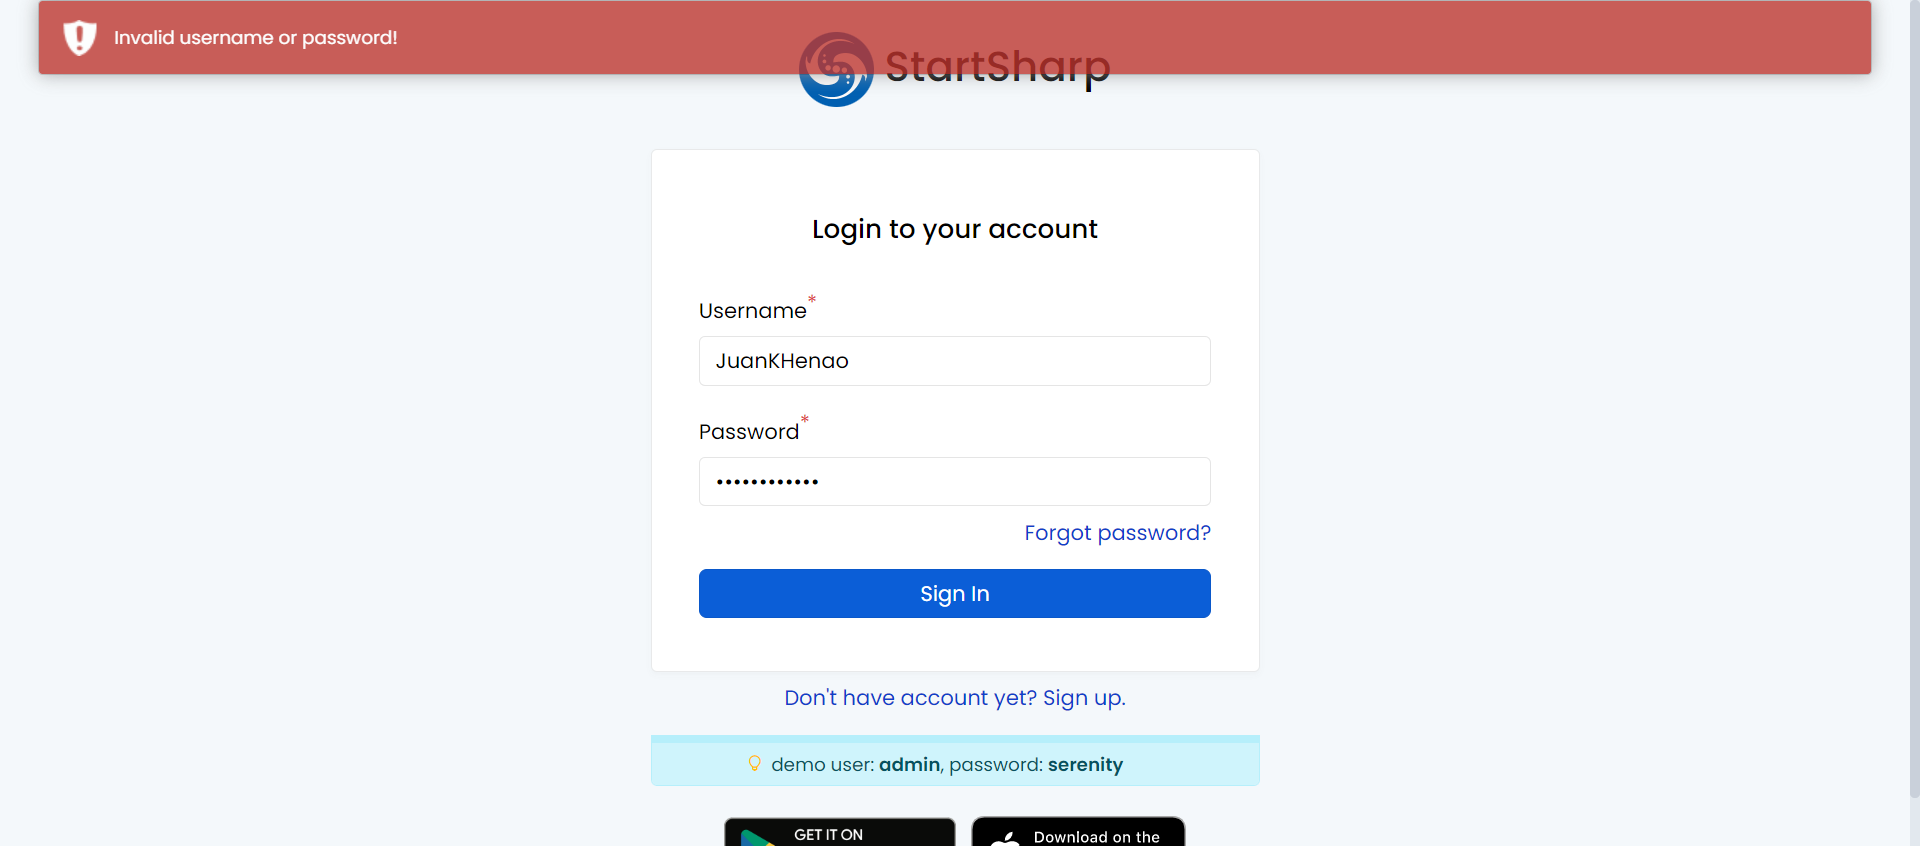 Invalid username or password!
StartSharp
Login to your account
Username*
JuanKHenao
Password*
••••••••••••
Forgot password?
Sign In
Don't have account yet? Sign up.
demo user: admin, password: serenity
GET IT ON
Download on the